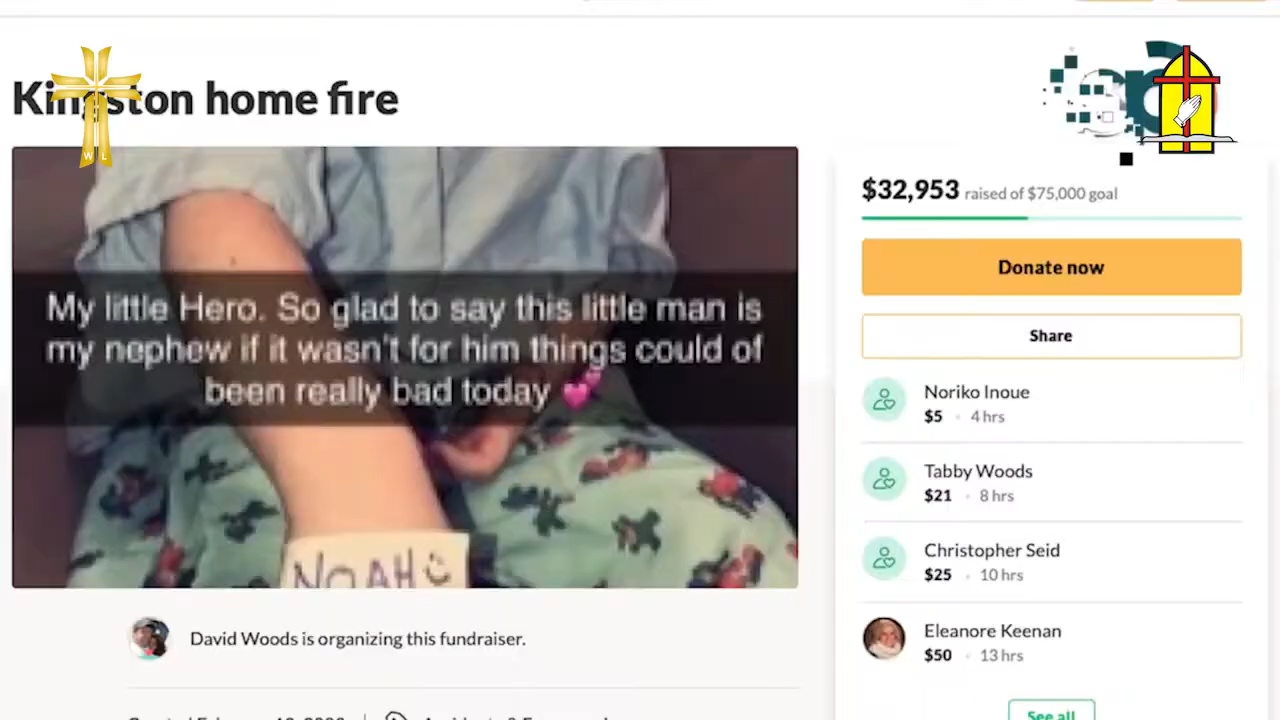 Kingston home fire
W L
My little Hero. So glad to say this little man is
my nephew if it wasn't for him things could of
been really bad today
NOAH
David Woods is organizing this fundraiser.
$32,953 raised of $75,000 goal
Donate now
Share
Noriko Inoue
$5 • 4 hrs
Tabby Woods
$21 • 8 hrs
Christopher Seid
$25 • 10 hrs
Eleanore Keenan
$50 • 13 hrs
See all